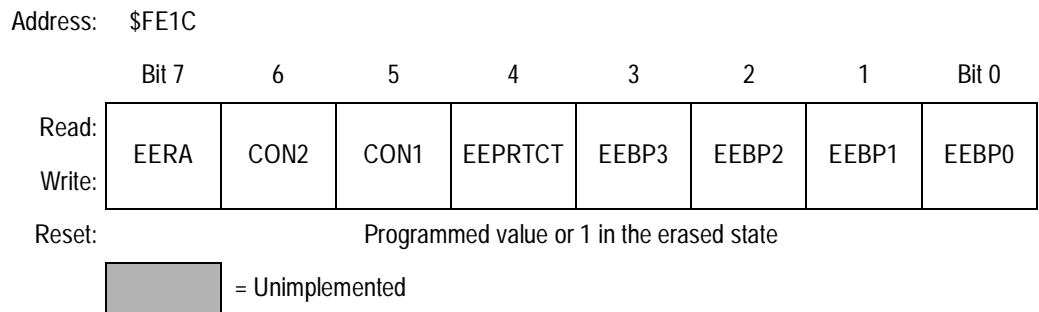 Address: $FE1C
Bit 7 6 5 4 3 2 1 Bit 0
Read:
EERA CON2 CON1 EEPRTCT EEBP3 EEBP2 EEBP1 EEBP0
Write:
Reset: Programmed value or 1 in the erased state
= Unimplemented